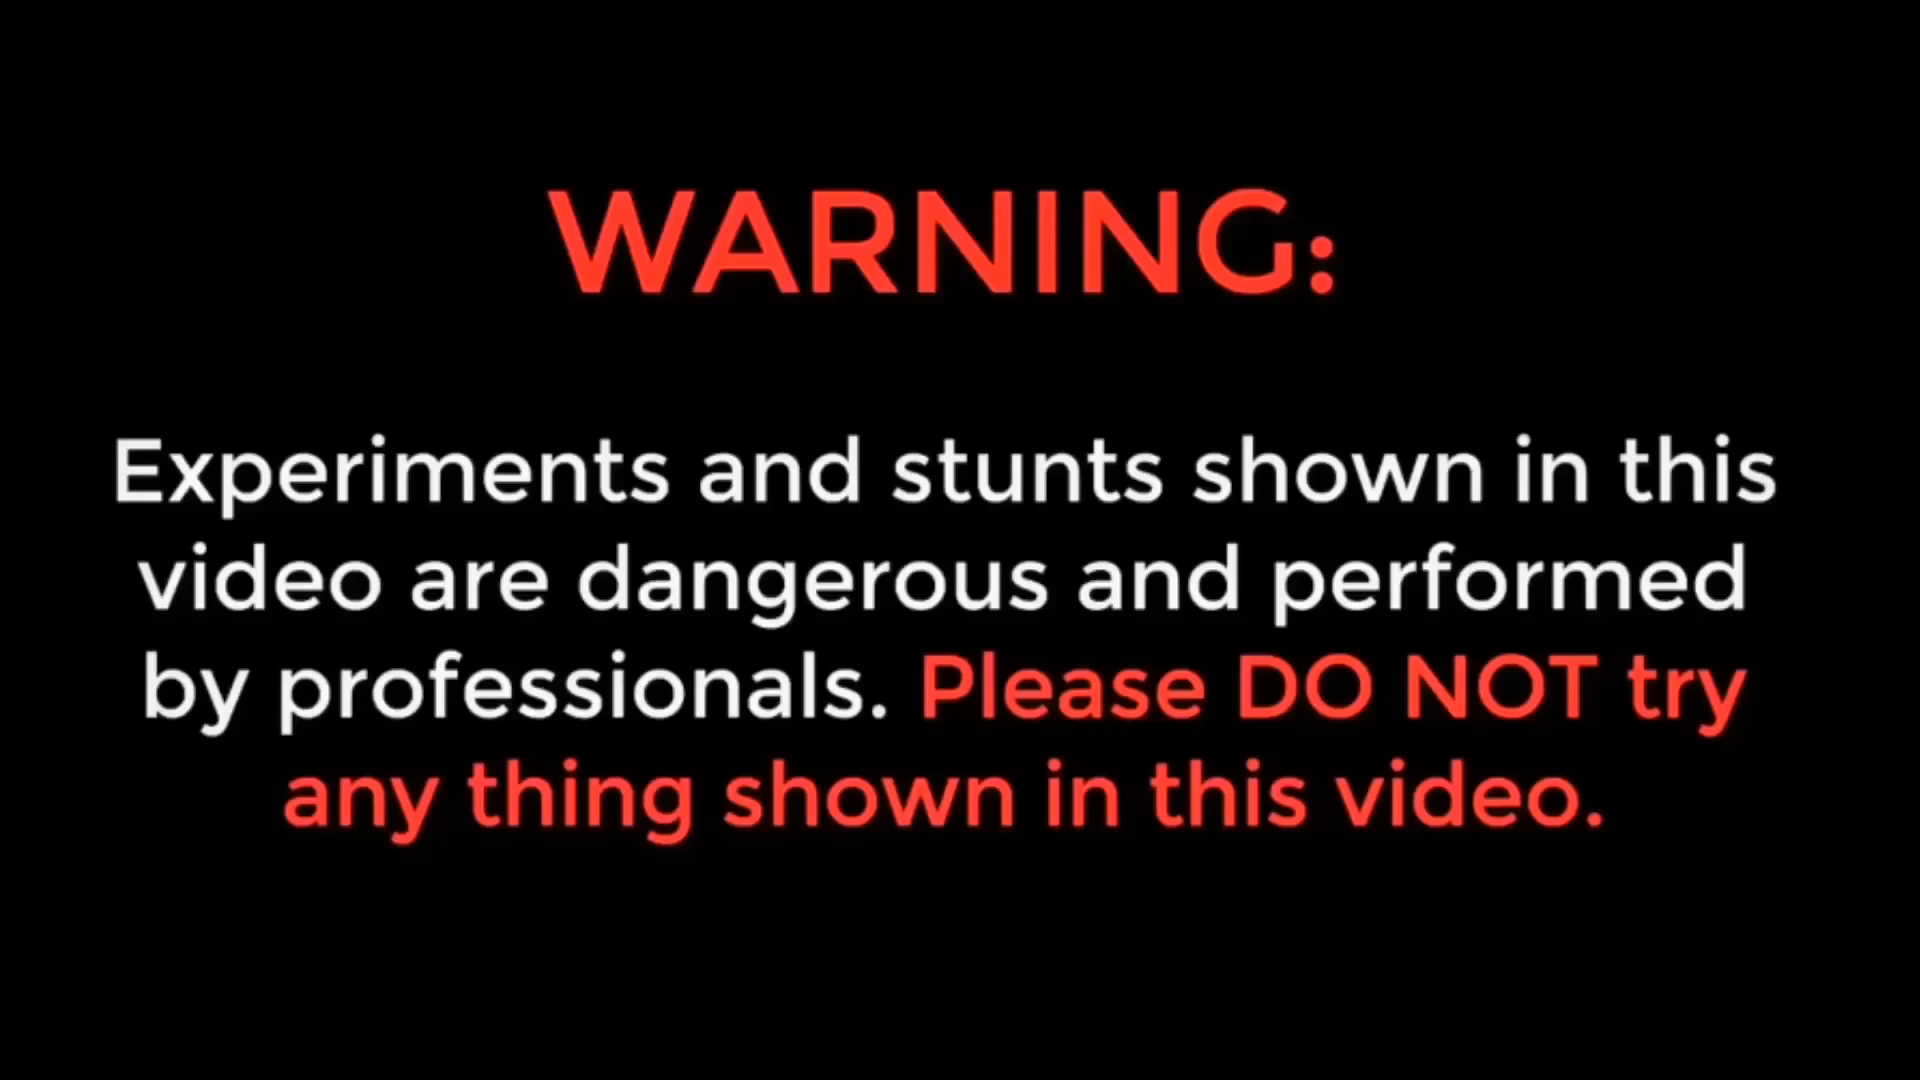 WARNING:
Experiments and stunts shown in this
video are dangerous and performed
by professionals. Please DO NOT try
any thing shown in this video.